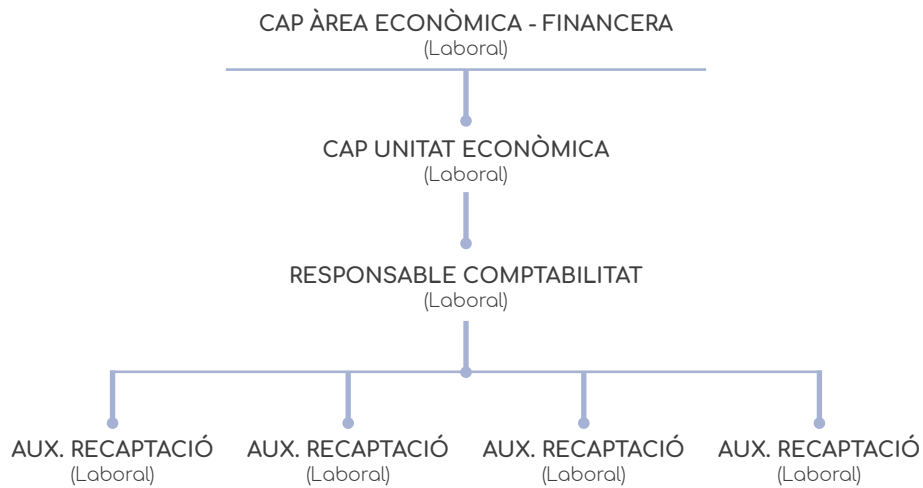 CAP ÀREA ECONÒMICA - FINANCERA
(Laboral)
CAP UNITAT ECONÒMICA
(Laboral)
RESPONSABLE COMPTABILITAT
(Laboral)
AUX. RECAPTACIÓ AUX. RECAPTACIÓ AUX. RECAPTACIÓ AUX. RECAPTACIÓ
(Laboral) (Laboral) (Laboral) (Laboral)